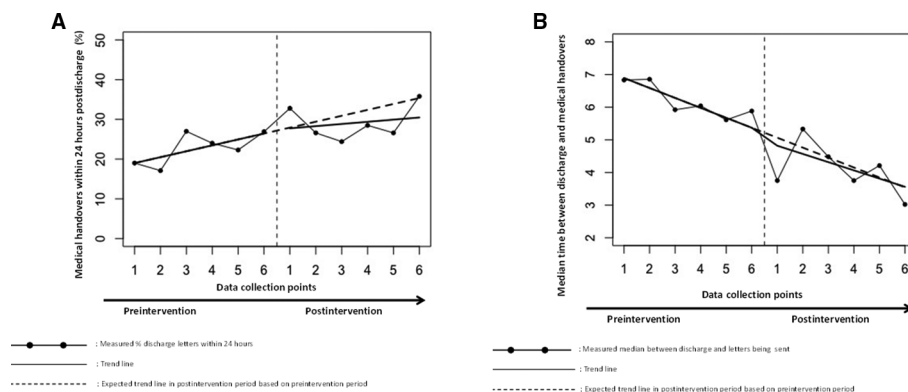 A
Medical handovers within 24 hours postdischarge (%)
50
40
30
20
10
0
1 2 3 4 5 6 1 2 3 4 5 6
Data collection points
Preintervention Postintervention
: Measured % discharge letters within 24 hours
: Trend line
: Expected trend line in postintervention period based on preintervention period
B
Median time between discharge and medical handovers
8
7
6
5
4
3
2
1 2 3 4 5 6 1 2 3 4 5 6
Data collection points
Preintervention Postintervention
: Measured median between discharge and letters being sent
: Trend line
: Expected trend line in postintervention period based on preintervention period